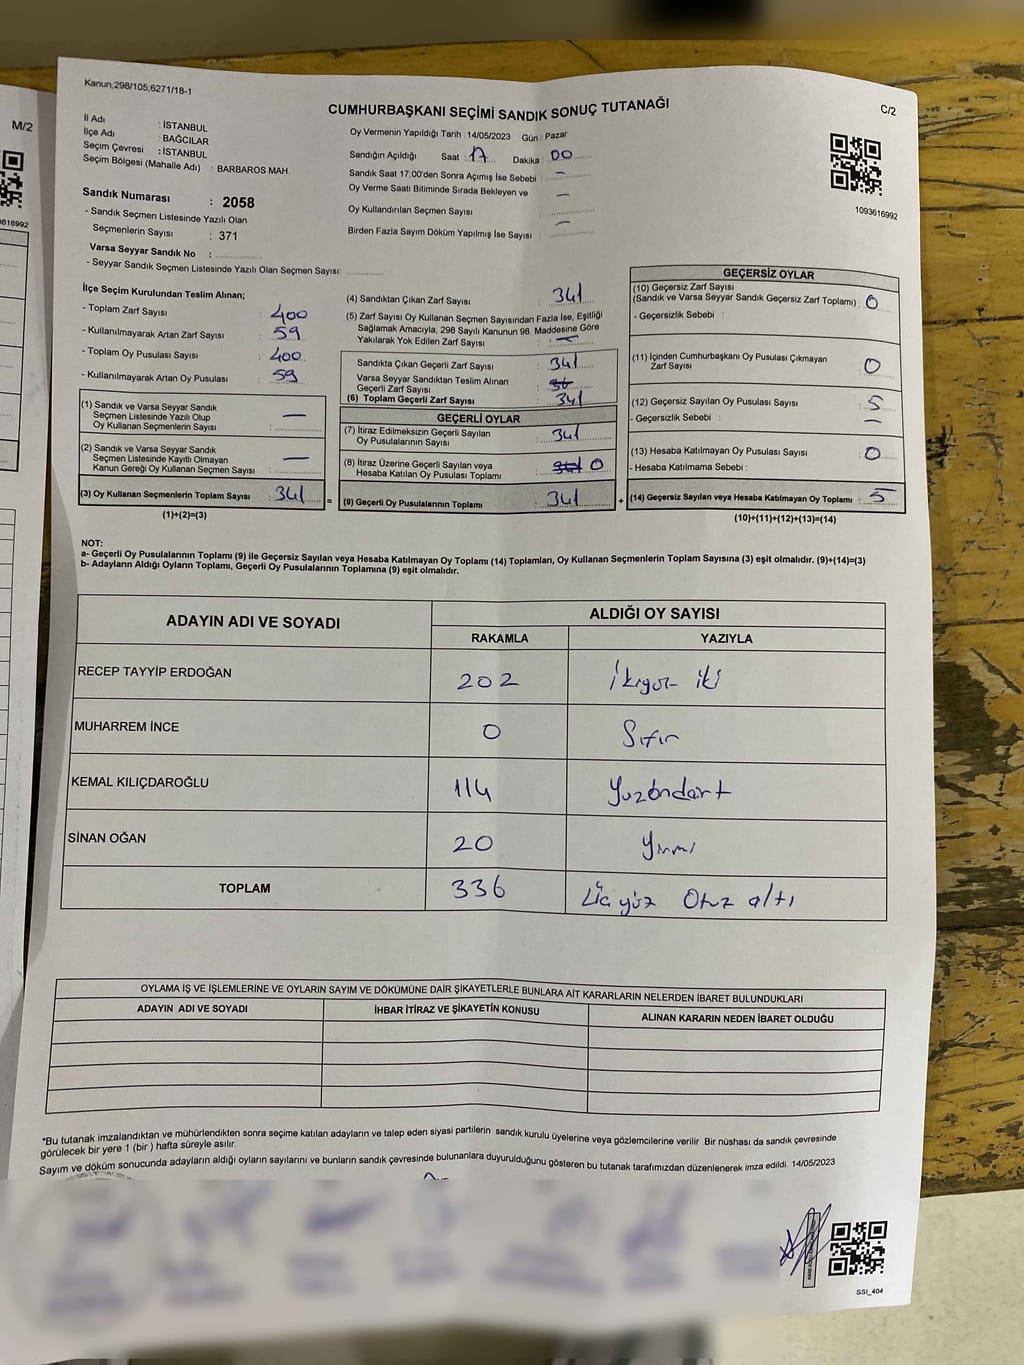 Kanun,298/105,6271/18-1
M/2
C/2
CUMHURBAŞKANI SEÇİMİ SANDIK SONUÇ TUTANAĞI
İl Adı : İSTANBUL
İlçe Adı : BAĞCILAR
Seçim Çevresi : İSTANBUL
Seçim Bölgesi (Mahalle Adı) : BARBAROS MAH.
Sandık Numarası : 2058
- Sandık Seçmen Listesinde Yazılı Olan
Seçmenlerin Sayısı : 371
Varsa Seyyar Sandık No :
- Seyyar Sandık Seçmen Listesinde Yazılı Olan Seçmen Sayısı:
Oy Vermenin Yapıldığı Tarih :14/05/2023 Gün : Pazar
Sandığın Açıldığı Saat : 17 Dakika : 00
Sandık Saat 17:00'den Sonra Açımış İse Sebebi : —
Oy Verme Saati Bitiminde Sırada Bekleyen ve —
Oy Kullandırılan Seçmen Sayısı :
Birden Fazla Sayım Döküm Yapılmış İse Sayısı : —
1093616992
616992
İlçe Seçim Kurulundan Teslim Alınan;
- Toplam Zarf Sayısı : 400
- Kullanılmayarak Artan Zarf Sayısı : 59
- Toplam Oy Pusulası Sayısı : 400
- Kullanılmayarak Artan Oy Pusulası : 59
(1) Sandık ve Varsa Seyyar Sandık
Seçmen Listesinde Yazılı Olup
Oy Kullanan Seçmenlerin Sayısı : —
(2) Sandık ve Varsa Seyyar Sandık
Seçmen Listesinde Kayıtlı Olmayan
Kanun Gereği Oy Kullanan Seçmen Sayısı : —
(3) Oy Kullanan Seçmenlerin Toplam Sayısı : 341
(1)+(2)=(3)
=
(4) Sandıktan Çıkan Zarf Sayısı : 341
(5) Zarf Sayısı Oy Kullanan Seçmen Sayısından Fazla İse, Eşitliği
Sağlamak Amacıyla, 298 Sayılı Kanunun 98. Maddesine Göre
Yakılarak Yok Edilen Zarf Sayısı : —
Sandıkta Çıkan Geçerli Zarf Sayısı : 341
Varsa Seyyar Sandıktan Teslim Alınan
Geçerli Zarf Sayısı :
(6) Toplam Geçerli Zarf Sayısı : 341
GEÇERLİ OYLAR
(7) İtiraz Edilmeksizin Geçerli Sayılan
Oy Pusulalarının Sayısı : 341
(8) İtiraz Üzerine Geçerli Sayılan veya
Hesaba Katılan Oy Pusulası Toplamı : 341 0
(9) Geçerli Oy Pusulalarının Toplamı : 341
+
GEÇERSİZ OYLAR
(10) Geçersiz Zarf Sayısı
(Sandık ve Varsa Seyyar Sandık Geçersiz Zarf Toplamı) : 0
- Geçersizlik Sebebi :
(11) İçinden Cumhurbaşkanı Oy Pusulası Çıkmayan
Zarf Sayısı : 0
(12) Geçersiz Sayılan Oy Pusulası Sayısı : 5
- Geçersizlik Sebebi : —
(13) Hesaba Katılmayan Oy Pusulası Sayısı : 0
- Hesaba Katılmama Sebebi :
(14) Geçersiz Sayılan veya Hesaba Katılmayan Oy Toplamı : 5
(10)+(11)+(12)+(13)=(14)
NOT:
a- Geçerli Oy Pusulalarının Toplamı (9) ile Geçersiz Sayılan veya Hesaba Katılmayan Oy Toplamı (14) Toplamları, Oy Kullanan Seçmenlerin Toplam Sayısına (3) eşit olmalıdır. (9)+(14)=(3)
b- Adayların Aldığı Oyların Toplamı, Geçerli Oy Pusulalarının Toplamına (9) eşit olmalıdır.
ADAYIN ADI VE SOYADI
ALDIĞI OY SAYISI
RAKAMLA YAZIYLA
RECEP TAYYİP ERDOĞAN 202 İkiyüz iki
MUHARREM İNCE 0 Sıfır
KEMAL KILIÇDAROĞLU 114 Yuzöndört
SİNAN OĞAN 20 Yirmi
TOPLAM 336 Üçyüz Otuz altı
OYLAMA İŞ VE İŞLEMLERİNE VE OYLARIN SAYIM VE DÖKÜMÜNE DAİR ŞİKAYETLERLE BUNLARA AİT KARARLARIN NELERDEN İBARET BULUNDUKLARI
ADAYIN ADI VE SOYADI İHBAR İTİRAZ VE ŞİKAYETİN KONUSU ALINAN KARARIN NEDEN İBARET OLDUĞU
*Bu tutanak imzalandıktan ve mühürlendikten sonra seçime katılan adayların ve talep eden siyasi partilerin sandık kurulu üyelerine veya gözlemcilerine verilir .Bir nüshası da sandık çevresinde
görülecek bir yere 1 (bir ) hafta süreyle asılır.
Sayım ve döküm sonucunda adayların aldığı oyların sayılarını ve bunların sandık çevresinde bulunanlara duyurulduğunu gösteren bu tutanak tarafımızdan düzenlenerek imza edildi. 14/05/2023
SSI_404